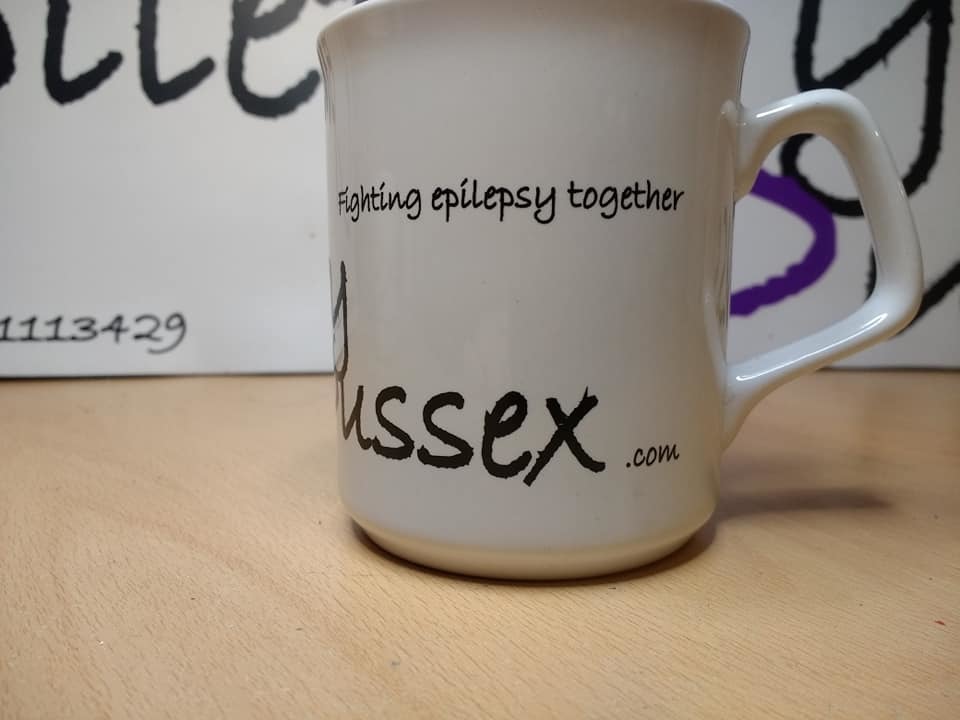 1113429
Fighting epilepsy together
ussex .com